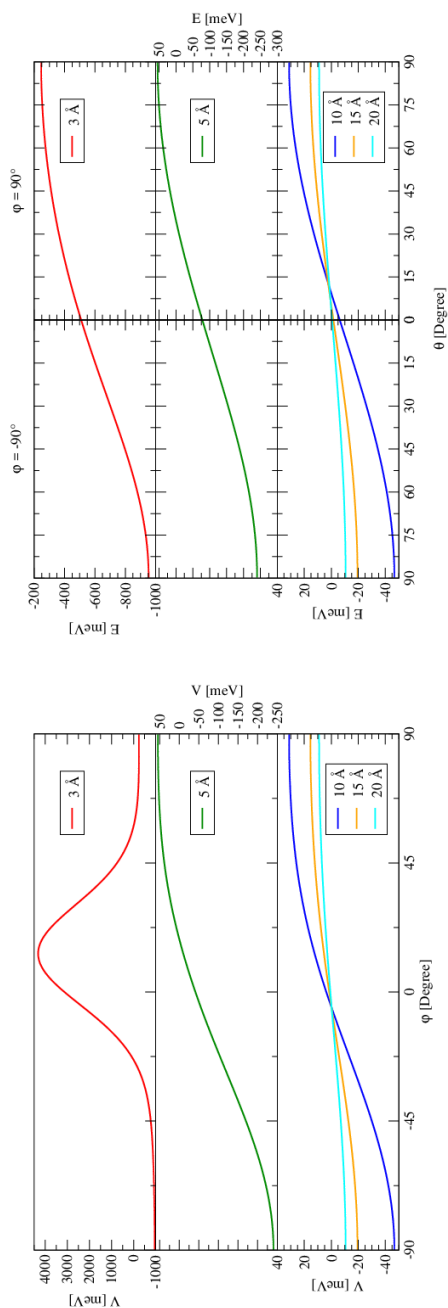 4000
3000
2000
1000
0
-1000
V [meV]
3 Å
50
0
-50
-100
-150
-200
-250
V [meV]
5 Å
40
20
0
-20
-40
V [meV]
10 Å
15 Å
20 Å
-90 -45 0 45 90
φ [Degree]
φ = -90° φ = 90°
-200
-400
-600
-800
-1000
E [meV]
3 Å
50
0
-50
-100
-150
-200
-250
-300
E [meV]
5 Å
40
20
0
-20
-40
E [meV]
10 Å
15 Å
20 Å
90 75 60 45 30 15 0 15 30 45 60 75 90
θ [Degree]